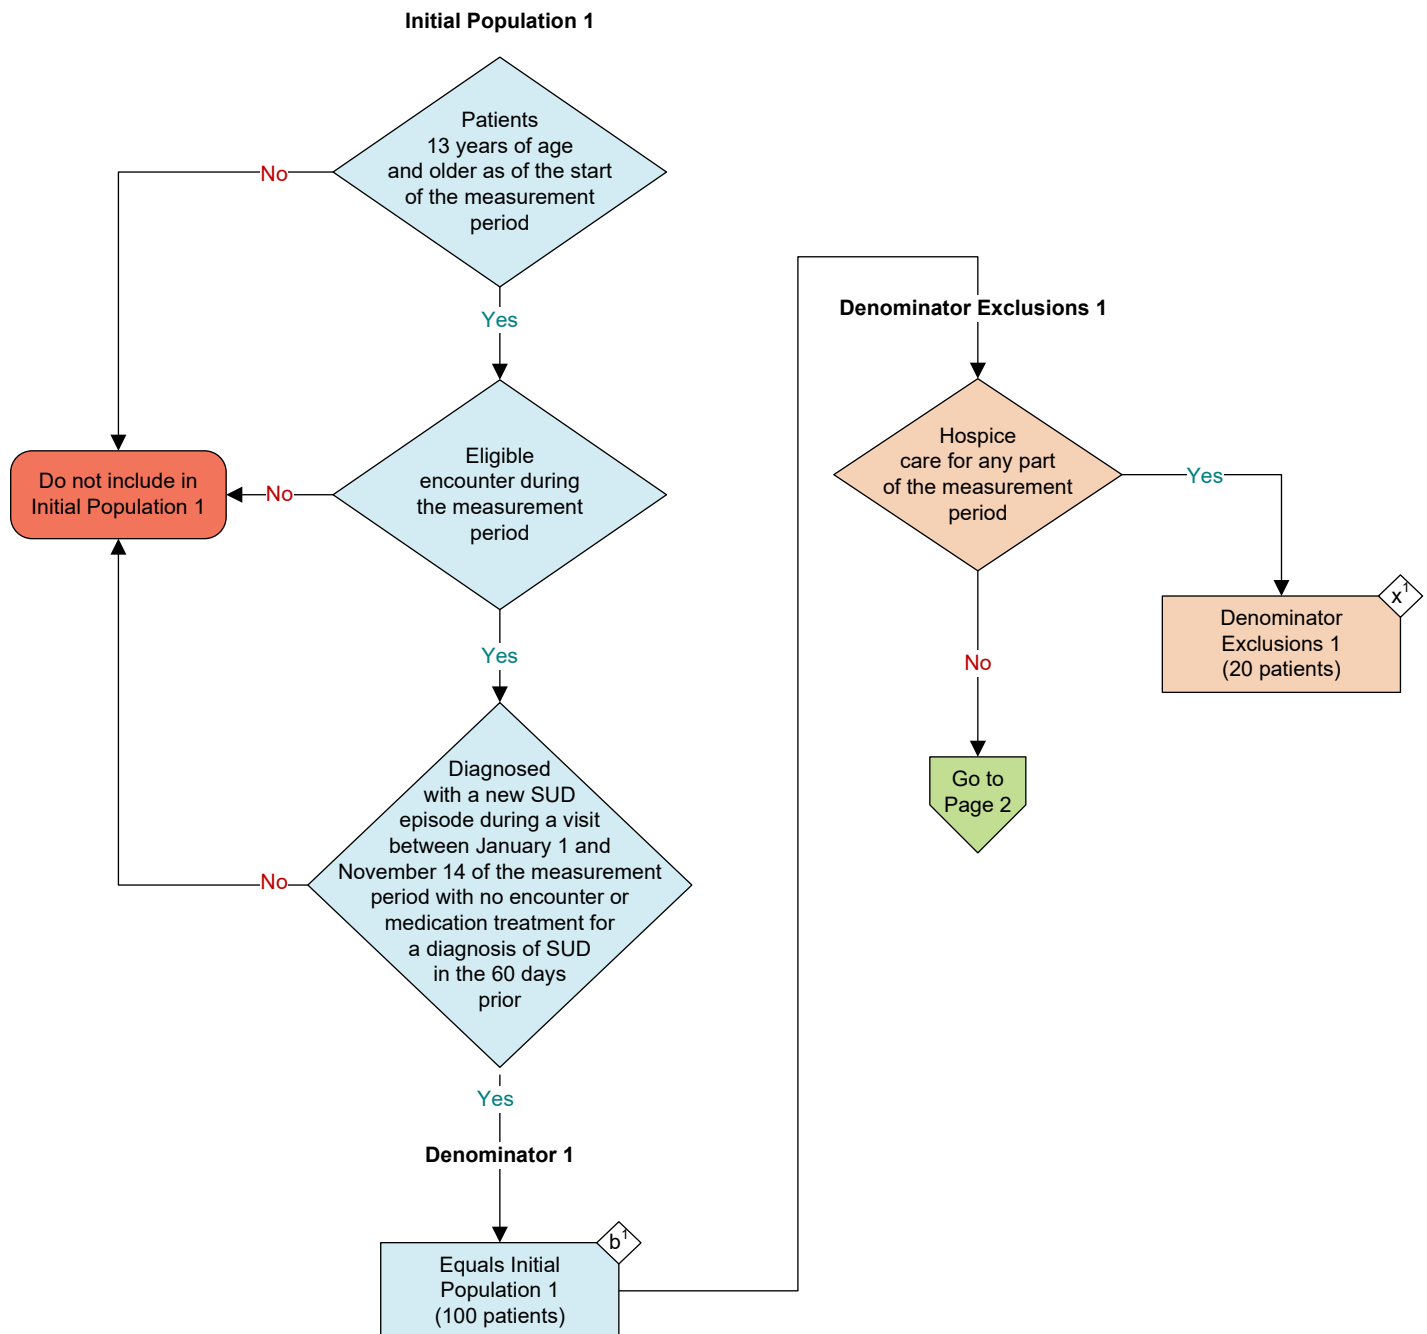 Initial Population 1
Patients
13 years of age
and older as of the start
of the measurement
period
No
Yes
Eligible
encounter during
the measurement
period
No
Do not include in
Initial Population 1
Yes
Diagnosed
with a new SUD
episode during a visit
between January 1 and
November 14 of the measurement
period with no encounter or
medication treatment for
a diagnosis of SUD
in the 60 days
prior
No
Yes
Denominator 1
b¹
Equals Initial
Population 1
(100 patients)
Denominator Exclusions 1
Hospice
care for any part
of the measurement
period
Yes
x¹
Denominator
Exclusions 1
(20 patients)
No
Go to
Page 2